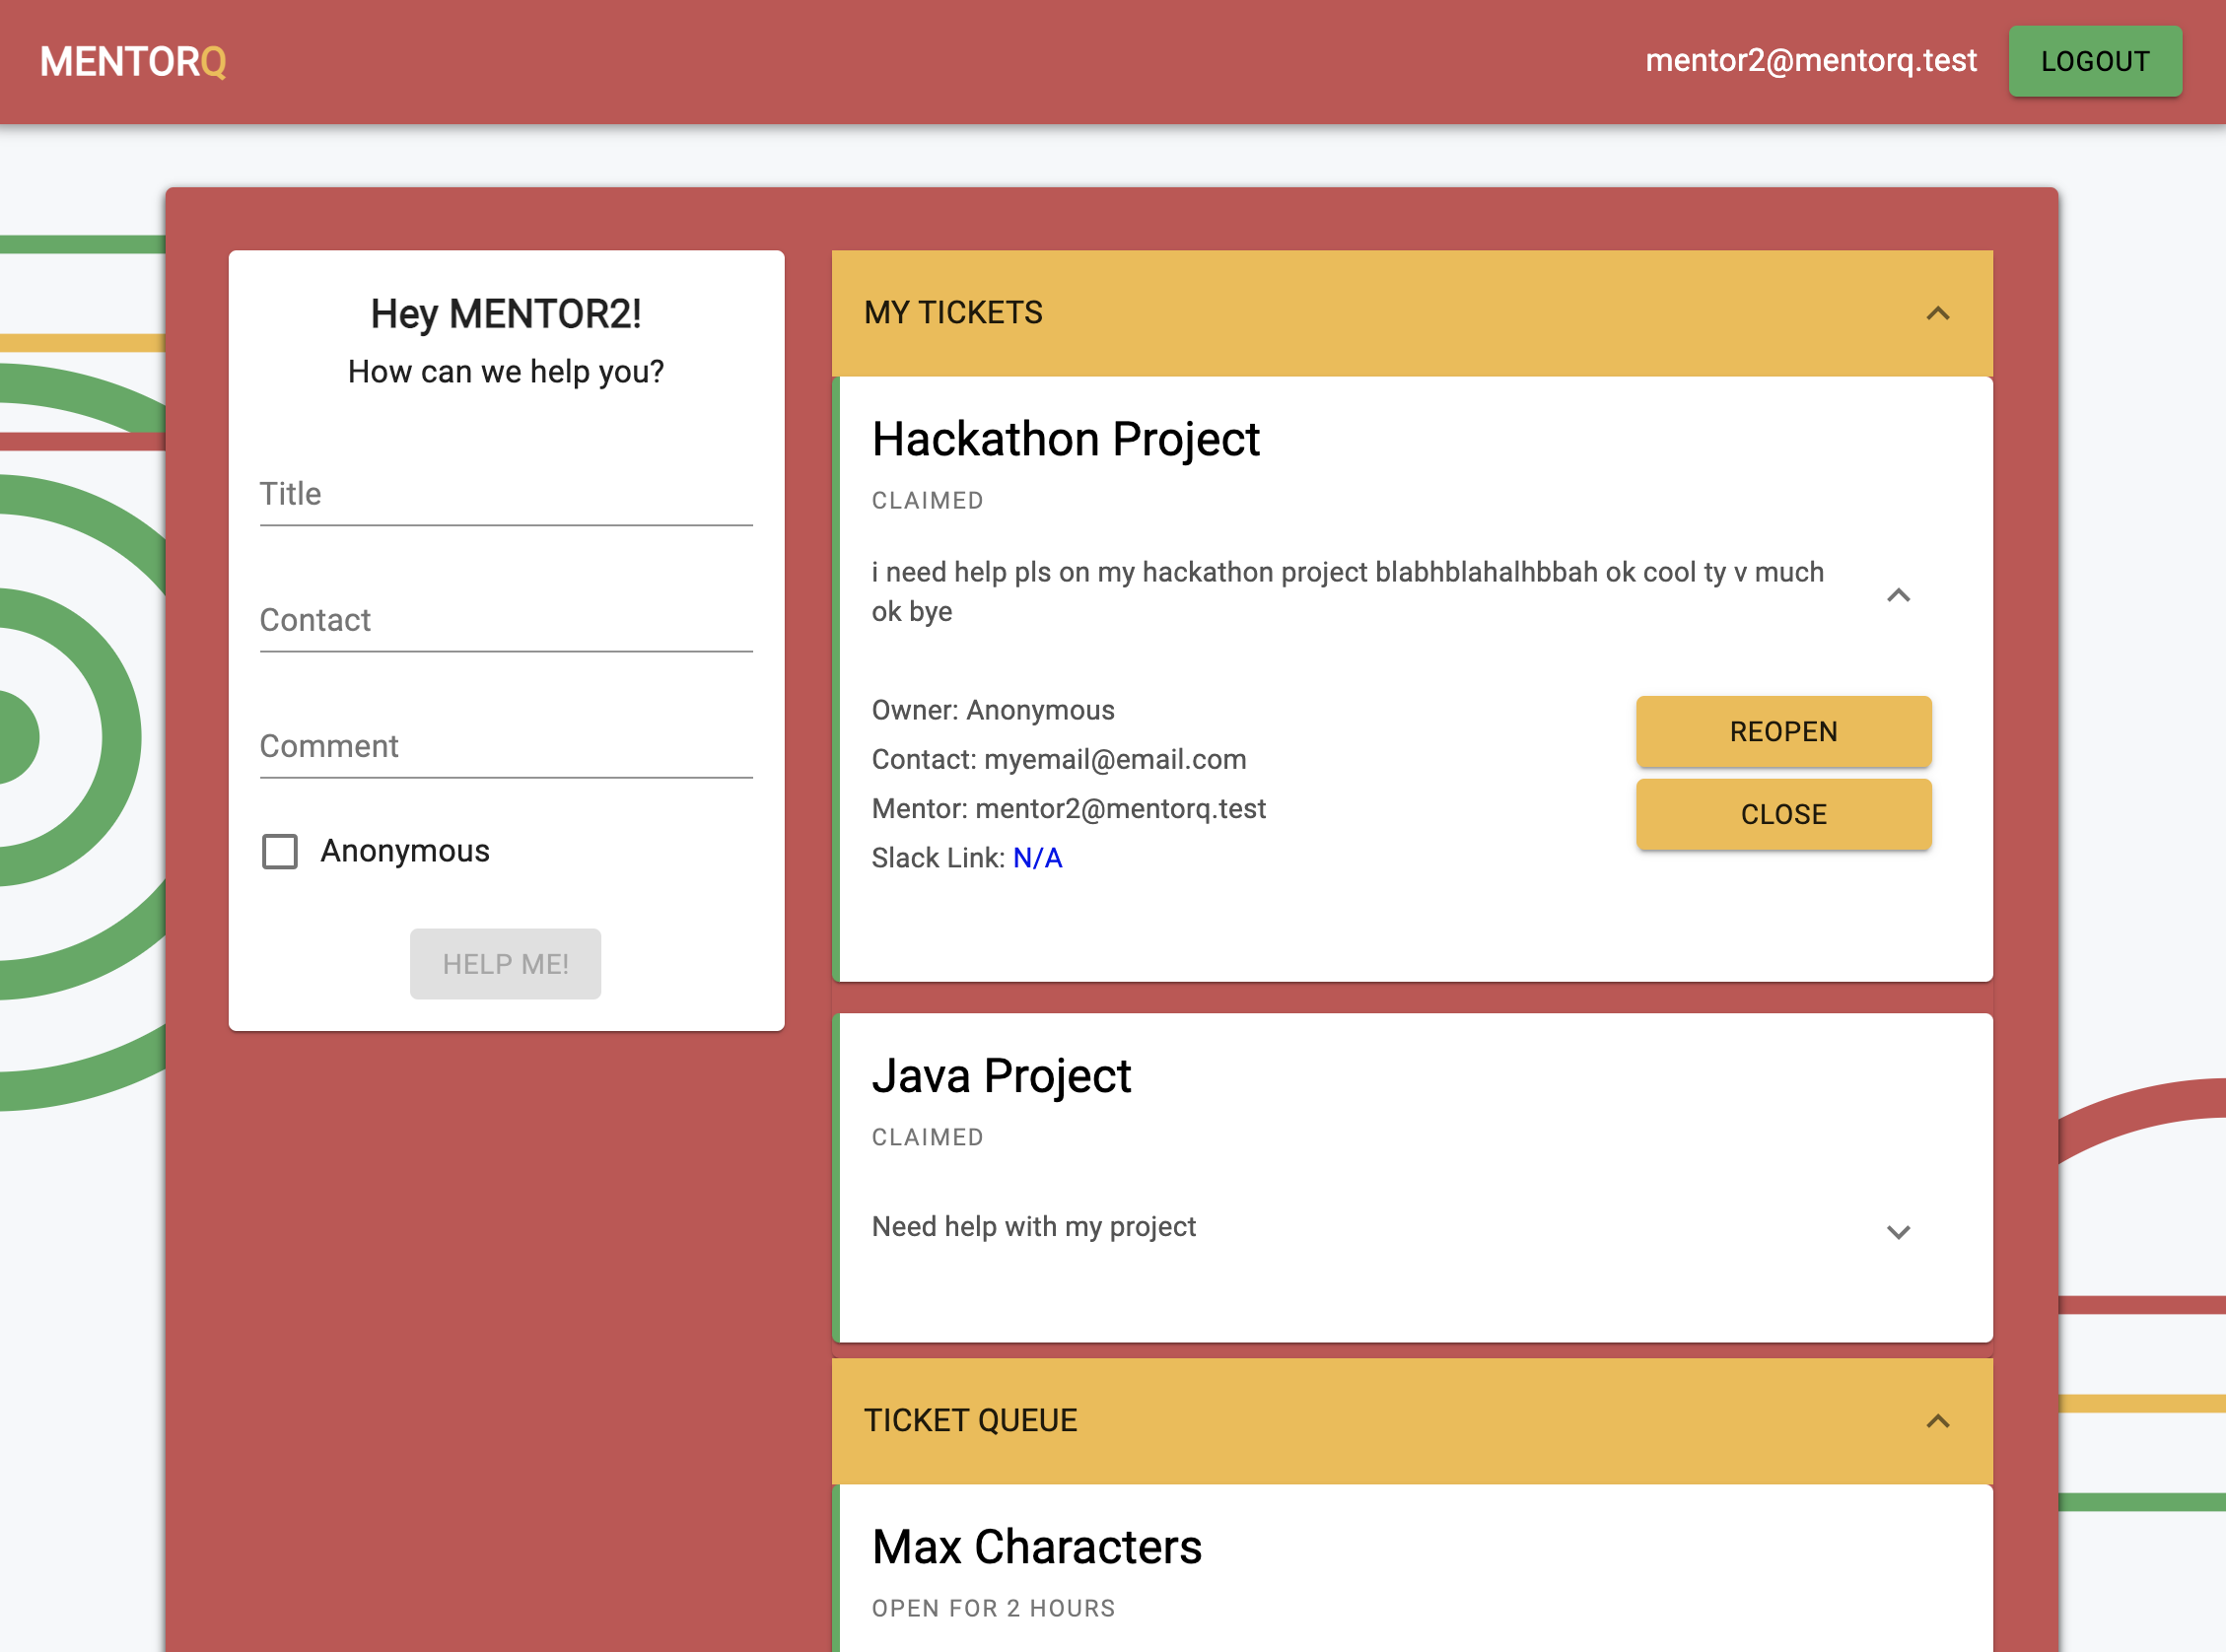 MENTORQ
mentor2@mentorq.test
LOGOUT
Hey MENTOR2!
How can we help you?
Title
Contact
Comment
Anonymous
HELP ME!
MY TICKETS
Hackathon Project
CLAIMED
i need help pls on my hackathon project blabhblahalhbbah ok cool ty v much
ok bye
Owner: Anonymous
Contact: myemail@email.com
Mentor: mentor2@mentorq.test
Slack Link: N/A
REOPEN
CLOSE
Java Project
CLAIMED
Need help with my project
TICKET QUEUE
Max Characters
OPEN FOR 2 HOURS